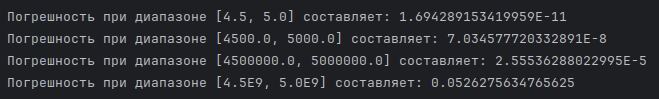 Погрешность при диапазоне [4.5, 5.0] составляет: 1.694289153419959E-11
Погрешность при диапазоне [4500.0, 5000.0] составляет: 7.034577720332891E-8
Погрешность при диапазоне [4500000.0, 5000000.0] составляет: 2.55536288022995E-5
Погрешность при диапазоне [4.5E9, 5.0E9] составляет: 0.0526275634765625